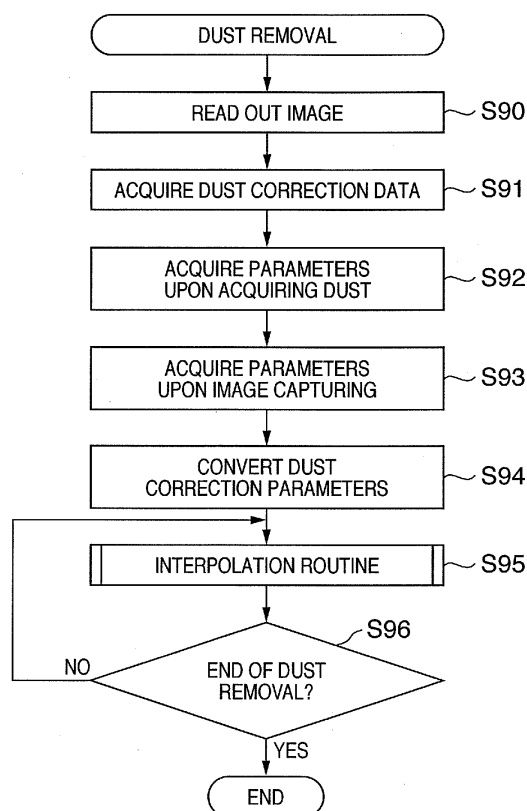 DUST REMOVAL
READ OUT IMAGE
S90
ACQUIRE DUST CORRECTION DATA
S91
ACQUIRE PARAMETERS
UPON ACQUIRING DUST
S92
ACQUIRE PARAMETERS
UPON IMAGE CAPTURING
S93
CONVERT DUST
CORRECTION PARAMETERS
S94
INTERPOLATION ROUTINE
S95
S96
END OF DUST
REMOVAL?
NO
YES
END